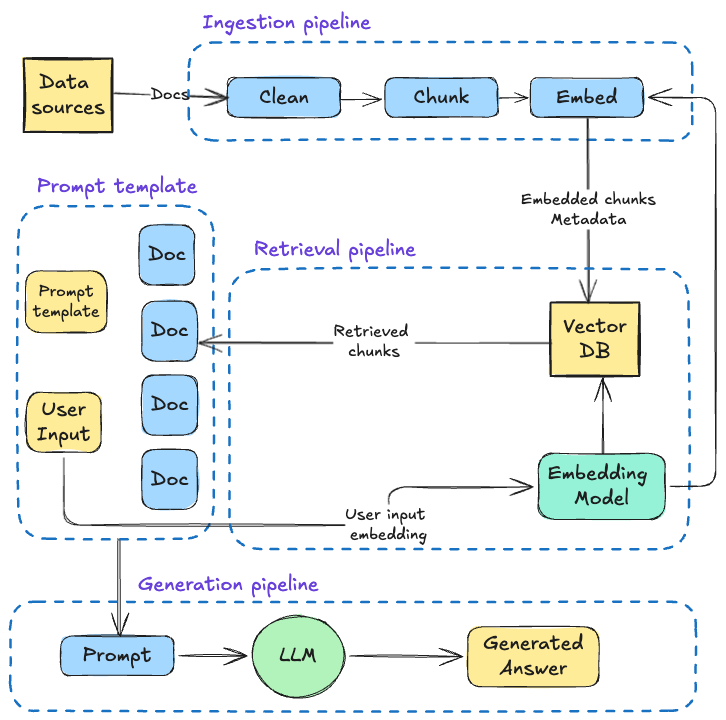 Ingestion pipeline
Data
sources
Docs
Clean
Chunk
Embed
Embedded chunks
Metadata
Prompt template
Doc
Prompt
template
Doc
User
Input
Doc
Doc
Retrieval pipeline
Retrieved
chunks
Vector
DB
Embedding
Model
User input
embedding
Generation pipeline
Prompt
LLM
Generated
Answer